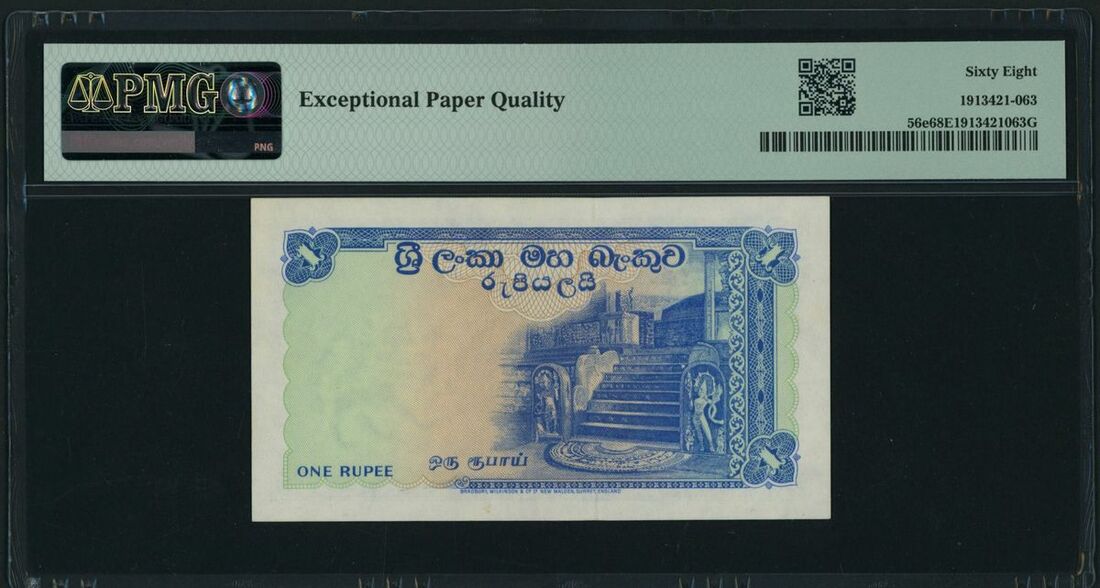 PMG
PNG
Exceptional Paper Quality
Sixty Eight
1913421-063
56e68E1913421063G
ශ්‍රී ලංකා මහ බැංකුව
රුපියලයි
ONE RUPEE
ஒரு ரூபாய்
BRADBURY, WILKINSON & Cº Lº NEW MALDEN, SURREY, ENGLAND